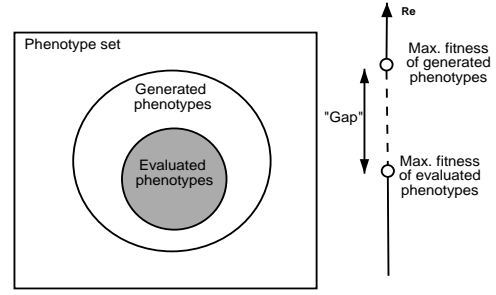 Phenotype set
Generated
phenotypes
Evaluated
phenotypes
Re
Max. fitness
of generated
phenotypes
"Gap"
Max. fitness
of evaluated
phenotypes